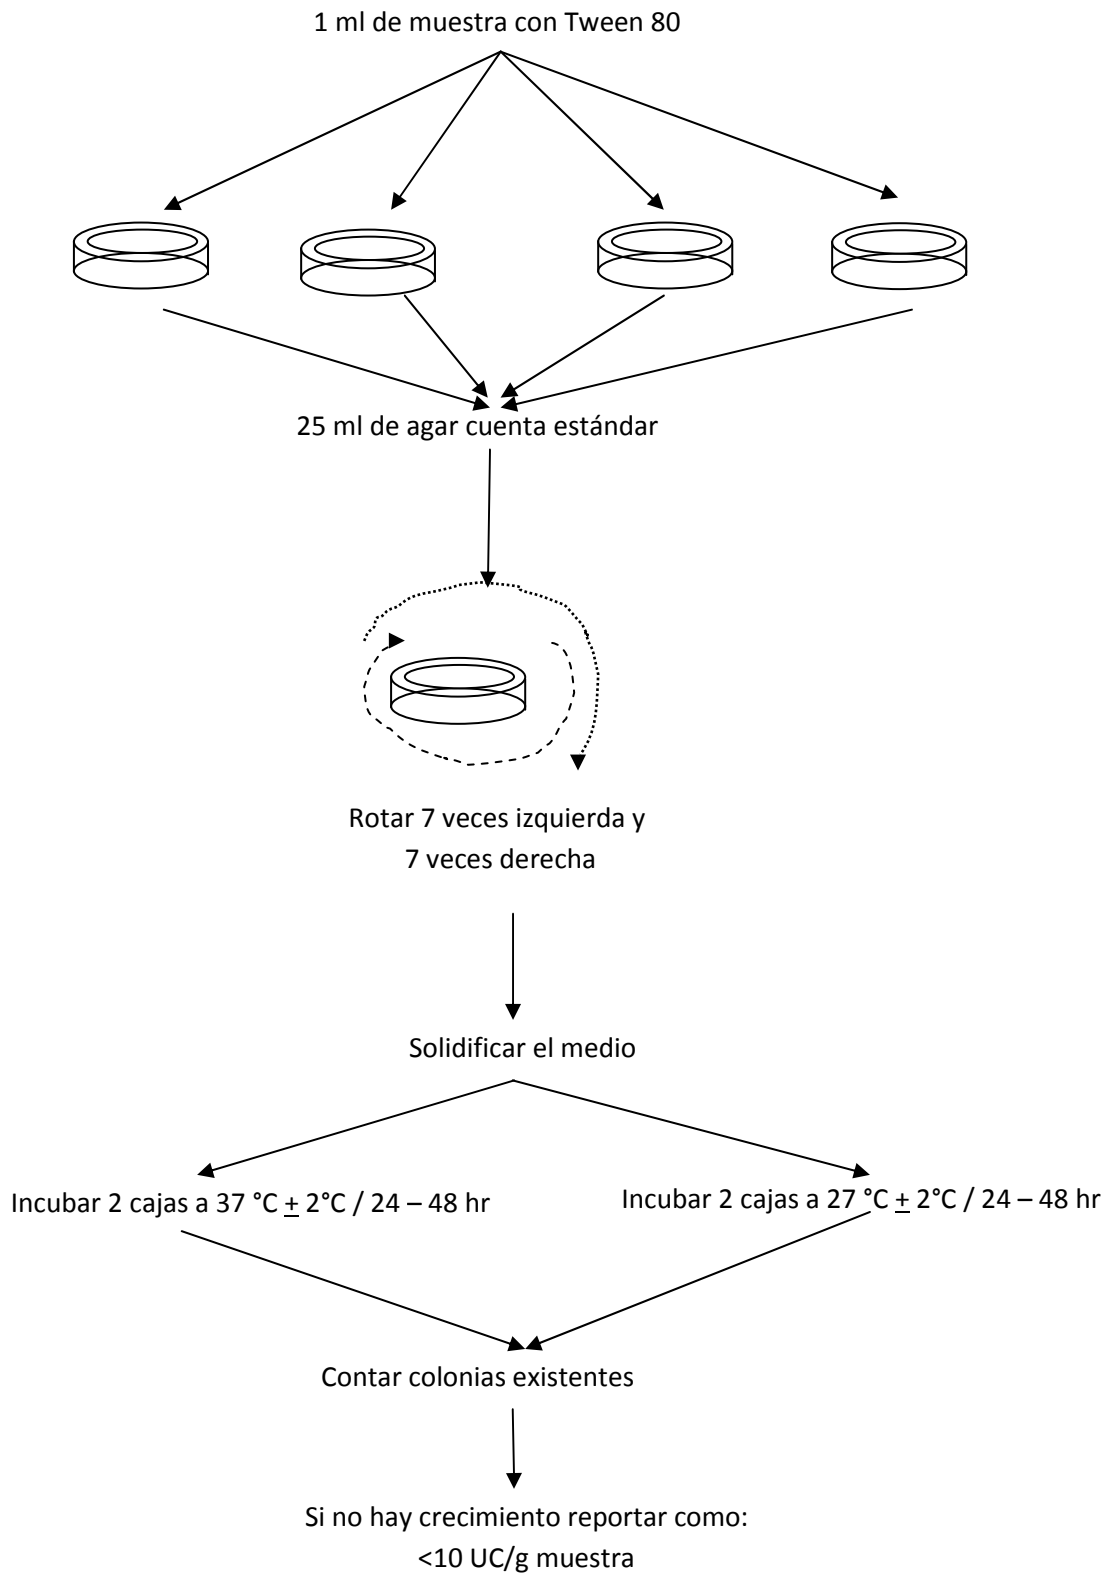 1 ml de muestra con Tween 80
25 ml de agar cuenta estándar
Rotar 7 veces izquierda y
7 veces derecha
Solidificar el medio
Incubar 2 cajas a 37 °C ± 2°C / 24 – 48 hr
Incubar 2 cajas a 27 °C ± 2°C / 24 – 48 hr
Contar colonias existentes
Si no hay crecimiento reportar como:
<10 UC/g muestra